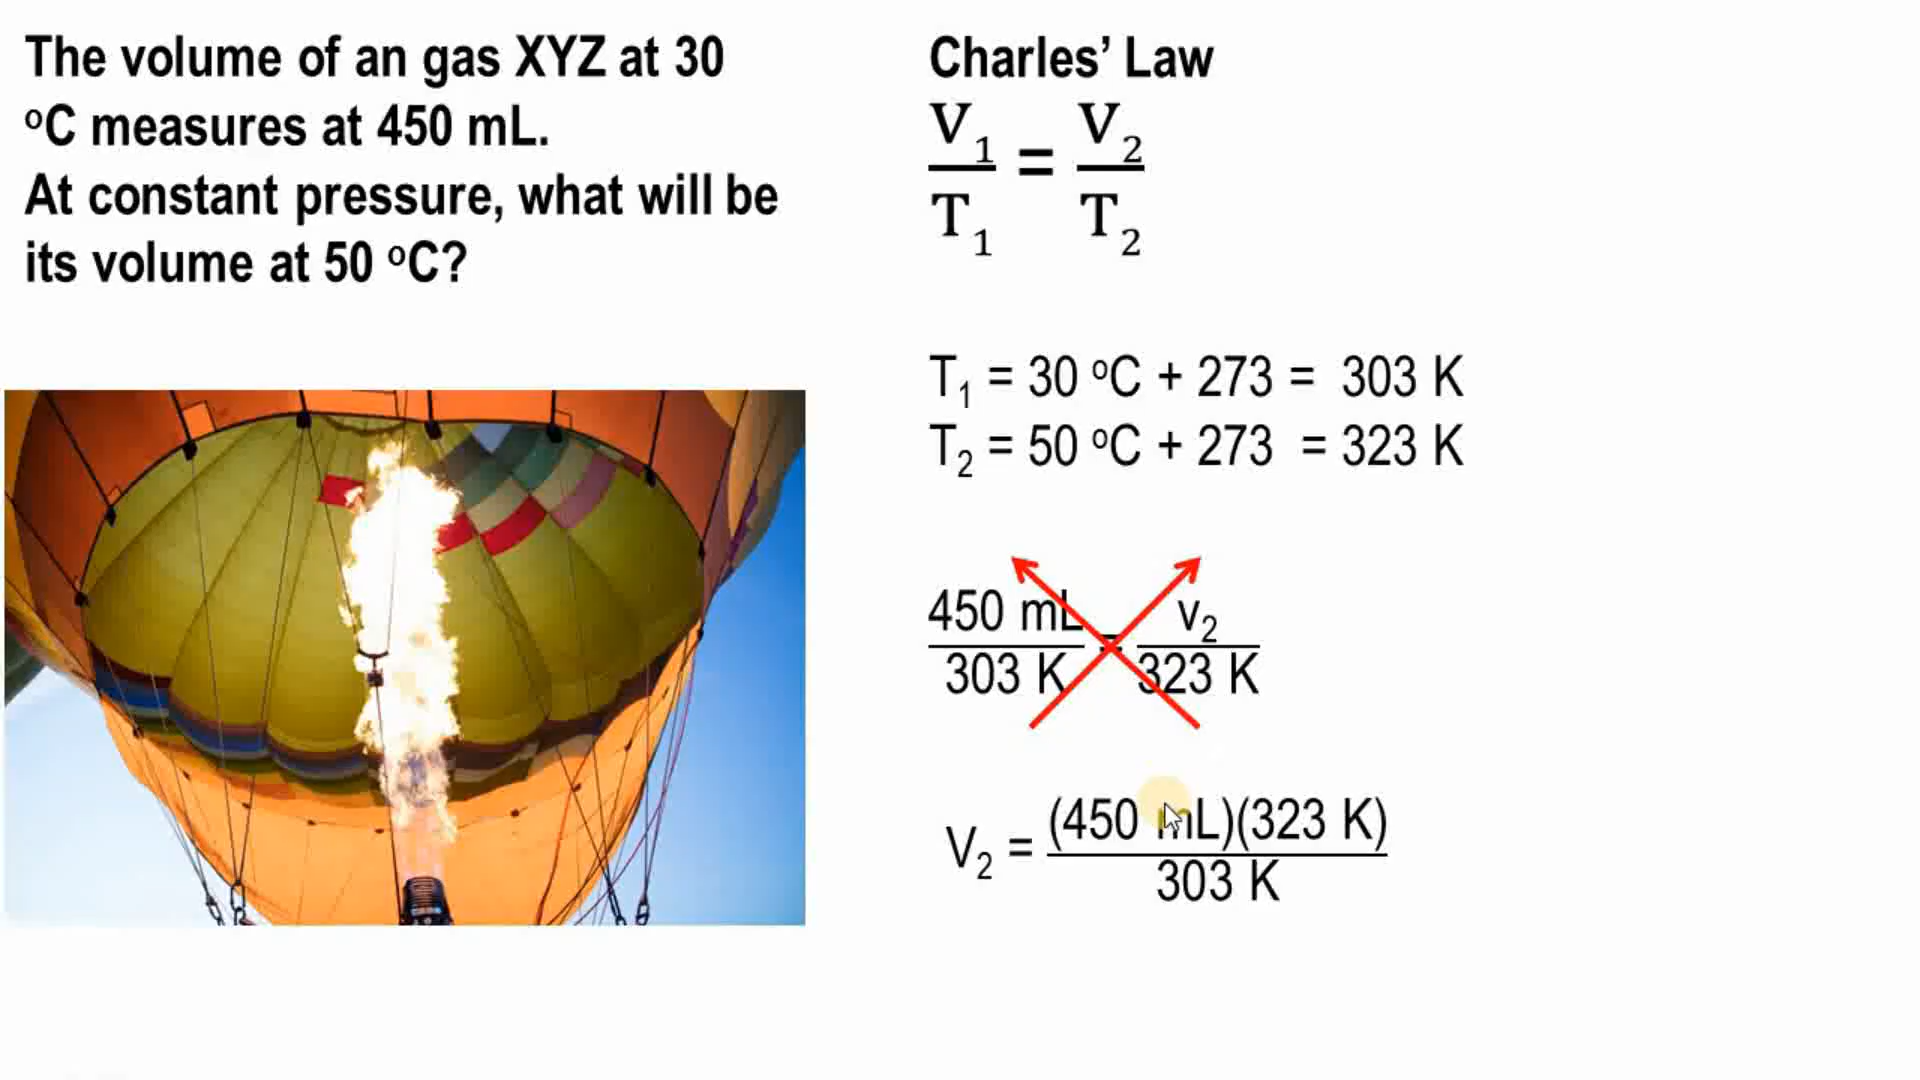 The volume of an gas XYZ at 30
ºC measures at 450 mL.
At constant pressure, what will be
its volume at 50 ºC?
Charles’ Law
V₁/T₁ = V₂/T₂
T₁ = 30 ºC + 273 = 303 K
T₂ = 50 ºC + 273 = 323 K
450 mL/303 K = v₂/323 K
V₂ = (450 mL)(323 K)/303 K